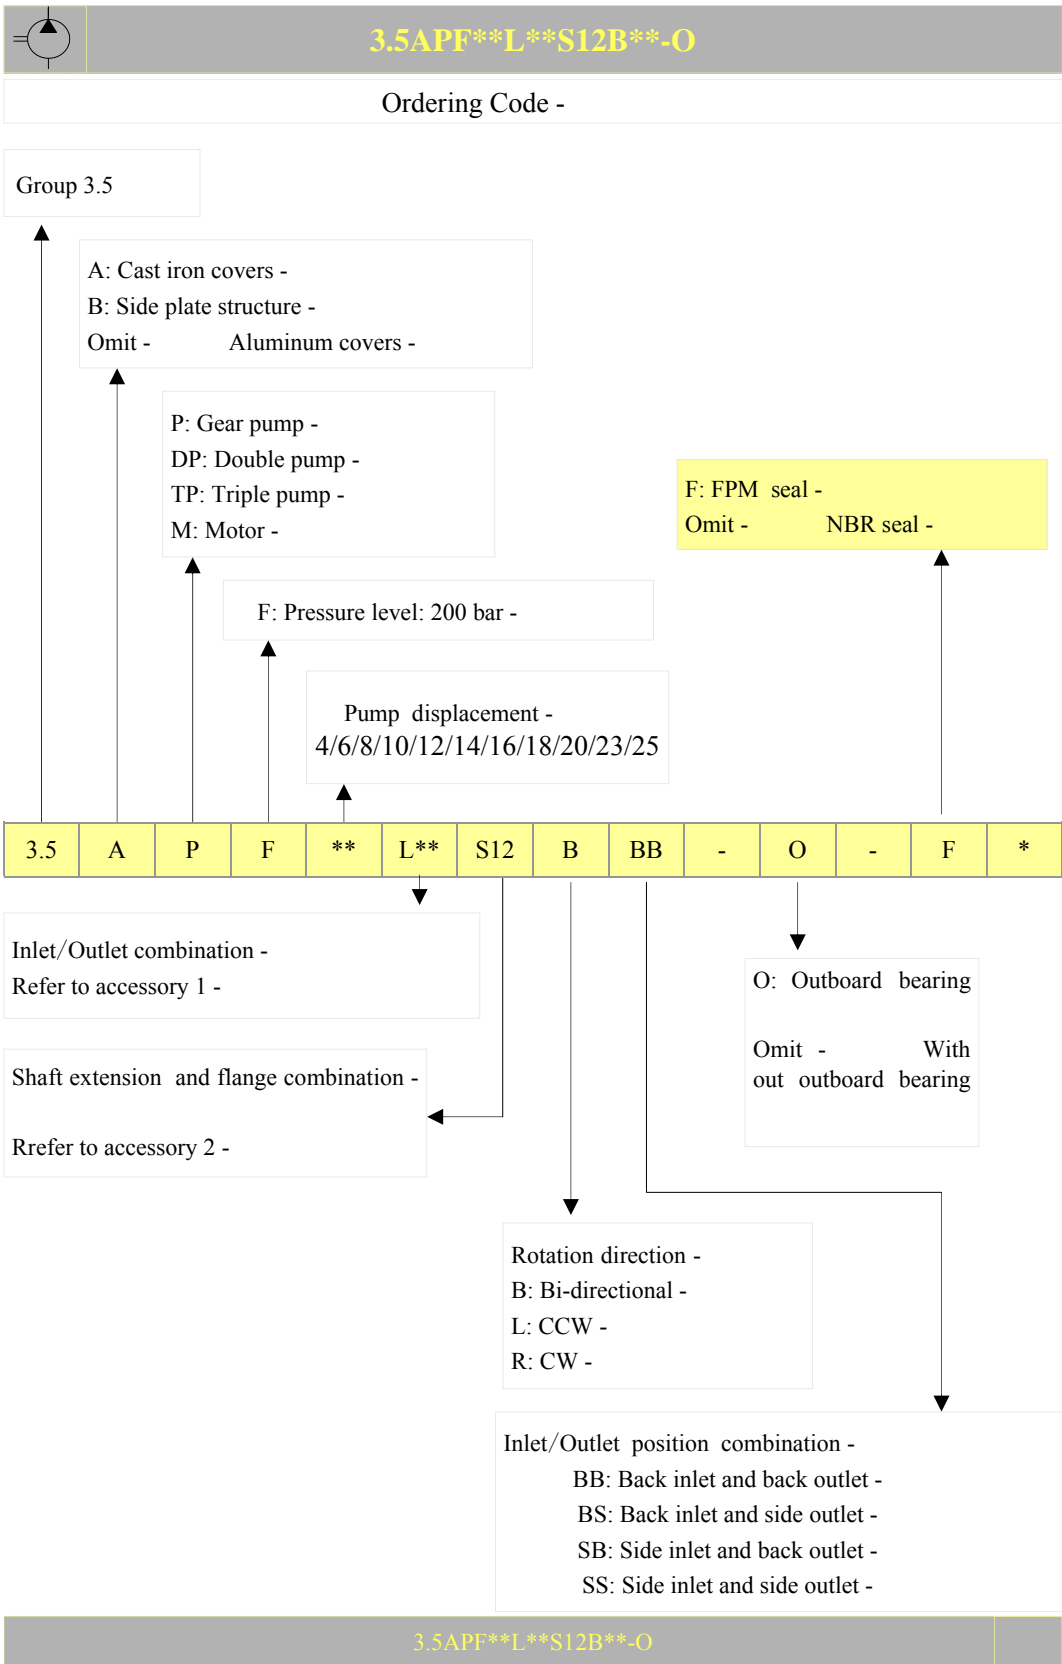 3.5APF**L**S12B**-O
Ordering Code -
Group 3.5
A: Cast iron covers -
B: Side plate structure -
Omit - Aluminum covers -
P: Gear pump -
DP: Double pump -
TP: Triple pump -
M: Motor -
F: FPM seal -
Omit - NBR seal -
F: Pressure level: 200 bar -
Pump displacement -
4/6/8/10/12/14/16/18/20/23/25
3.5 A P F ** L** S12 B BB - O - F *
Inlet/Outlet combination -
Refer to accessory 1 -
O: Outboard bearing
Omit - With
out outboard bearing
Shaft extension and flange combination -
Rrefer to accessory 2 -
Rotation direction -
B: Bi-directional -
L: CCW -
R: CW -
Inlet/Outlet position combination -
BB: Back inlet and back outlet -
BS: Back inlet and side outlet -
SB: Side inlet and back outlet -
SS: Side inlet and side outlet -
3.5APF**L**S12B**-O